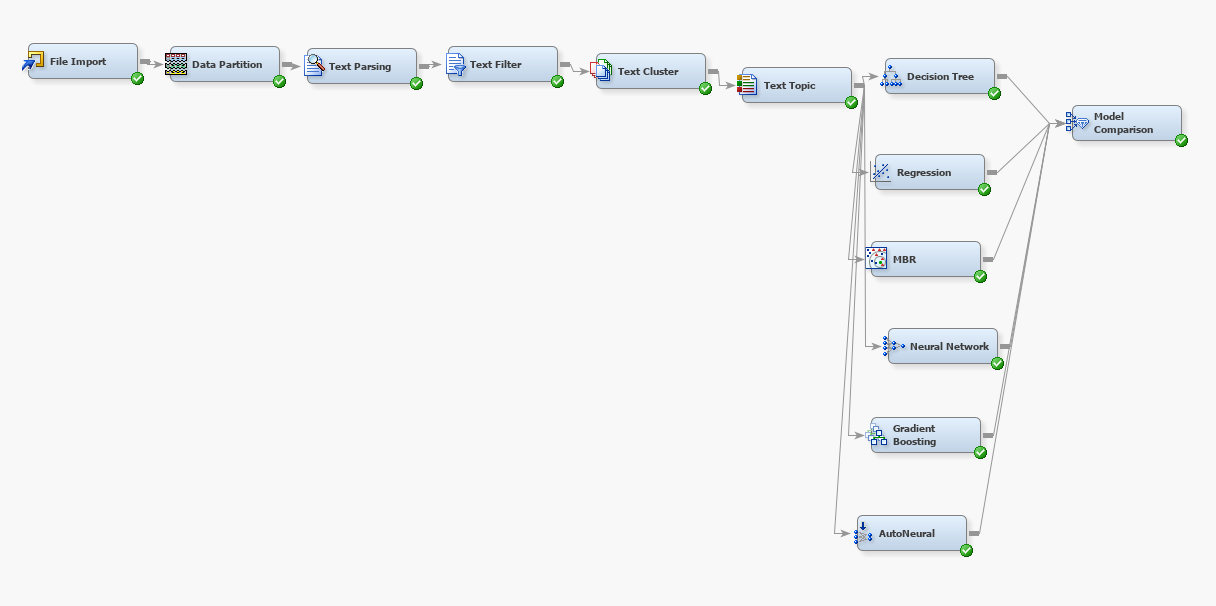 File Import
Data Partition
Text Parsing
Text Filter
Text Cluster
Text Topic
Decision Tree
Model
Comparison
Regression
MBR
Neural Network
Gradient
Boosting
AutoNeural